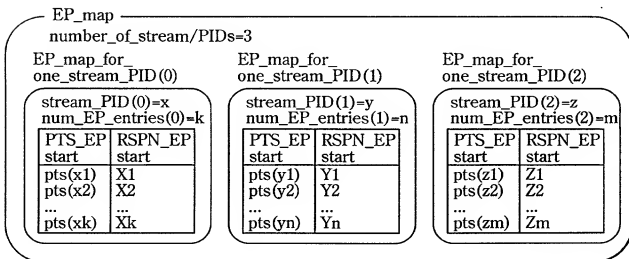 EP_map
number_of_stream/PIDs=3
EP_map_for_
one_stream_PID(0)
stream_PID(0)=x
num_EP_entries(0)=k
PTS_EP start RSPN_EP start
pts(x1) X1
pts(x2) X2
... ...
pts(xk) Xk
EP_map_for_
one_stream_PID(1)
stream_PID(1)=y
num_EP_entries(1)=n
PTS_EP start RSPN_EP start
pts(y1) Y1
pts(y2) Y2
... ...
pts(yn) Yn
EP_map_for_
one_stream_PID(2)
stream_PID(2)=z
num_EP_entries(2)=m
PTS_EP start RSPN_EP start
pts(z1) Z1
pts(z2) Z2
... ...
pts(zm) Zm